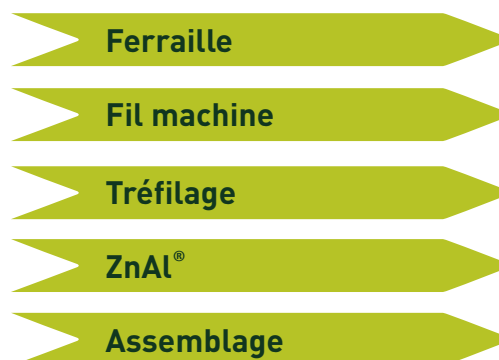 Ferraille
Fil machine
Tréfilage
ZnAl®
Assemblage